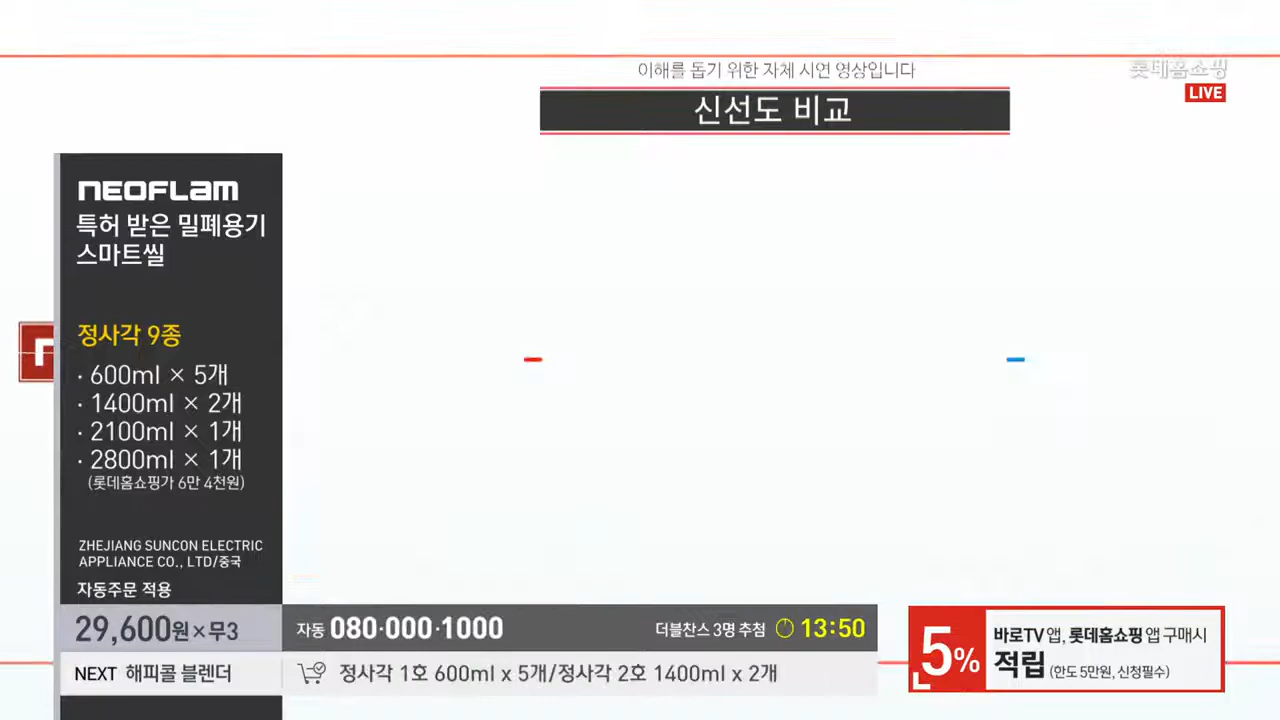 이해를 돕기 위한 자체 시연 영상입니다
롯데홈쇼핑
LIVE
신선도 비교
NEOFLAM
특허 받은 밀폐용기
스마트씰
정사각 9종
· 600ml × 5개
· 1400ml × 2개
· 2100ml × 1개
· 2800ml × 1개
(롯데홈쇼핑가 6만 4천원)
ZHEJIANG SUNCON ELECTRIC
APPLIANCE CO., LTD/중국
자동주문 적용
29,600원×무3
자동 080·000·1000
더블찬스 3명 추첨 13:50
NEXT 해피콜 블렌더
정사각 1호 600ml x 5개/정사각 2호 1400ml x 2개
5%
바로TV 앱, 롯데홈쇼핑 앱 구매시
적립 (한도 5만원, 신청필수)